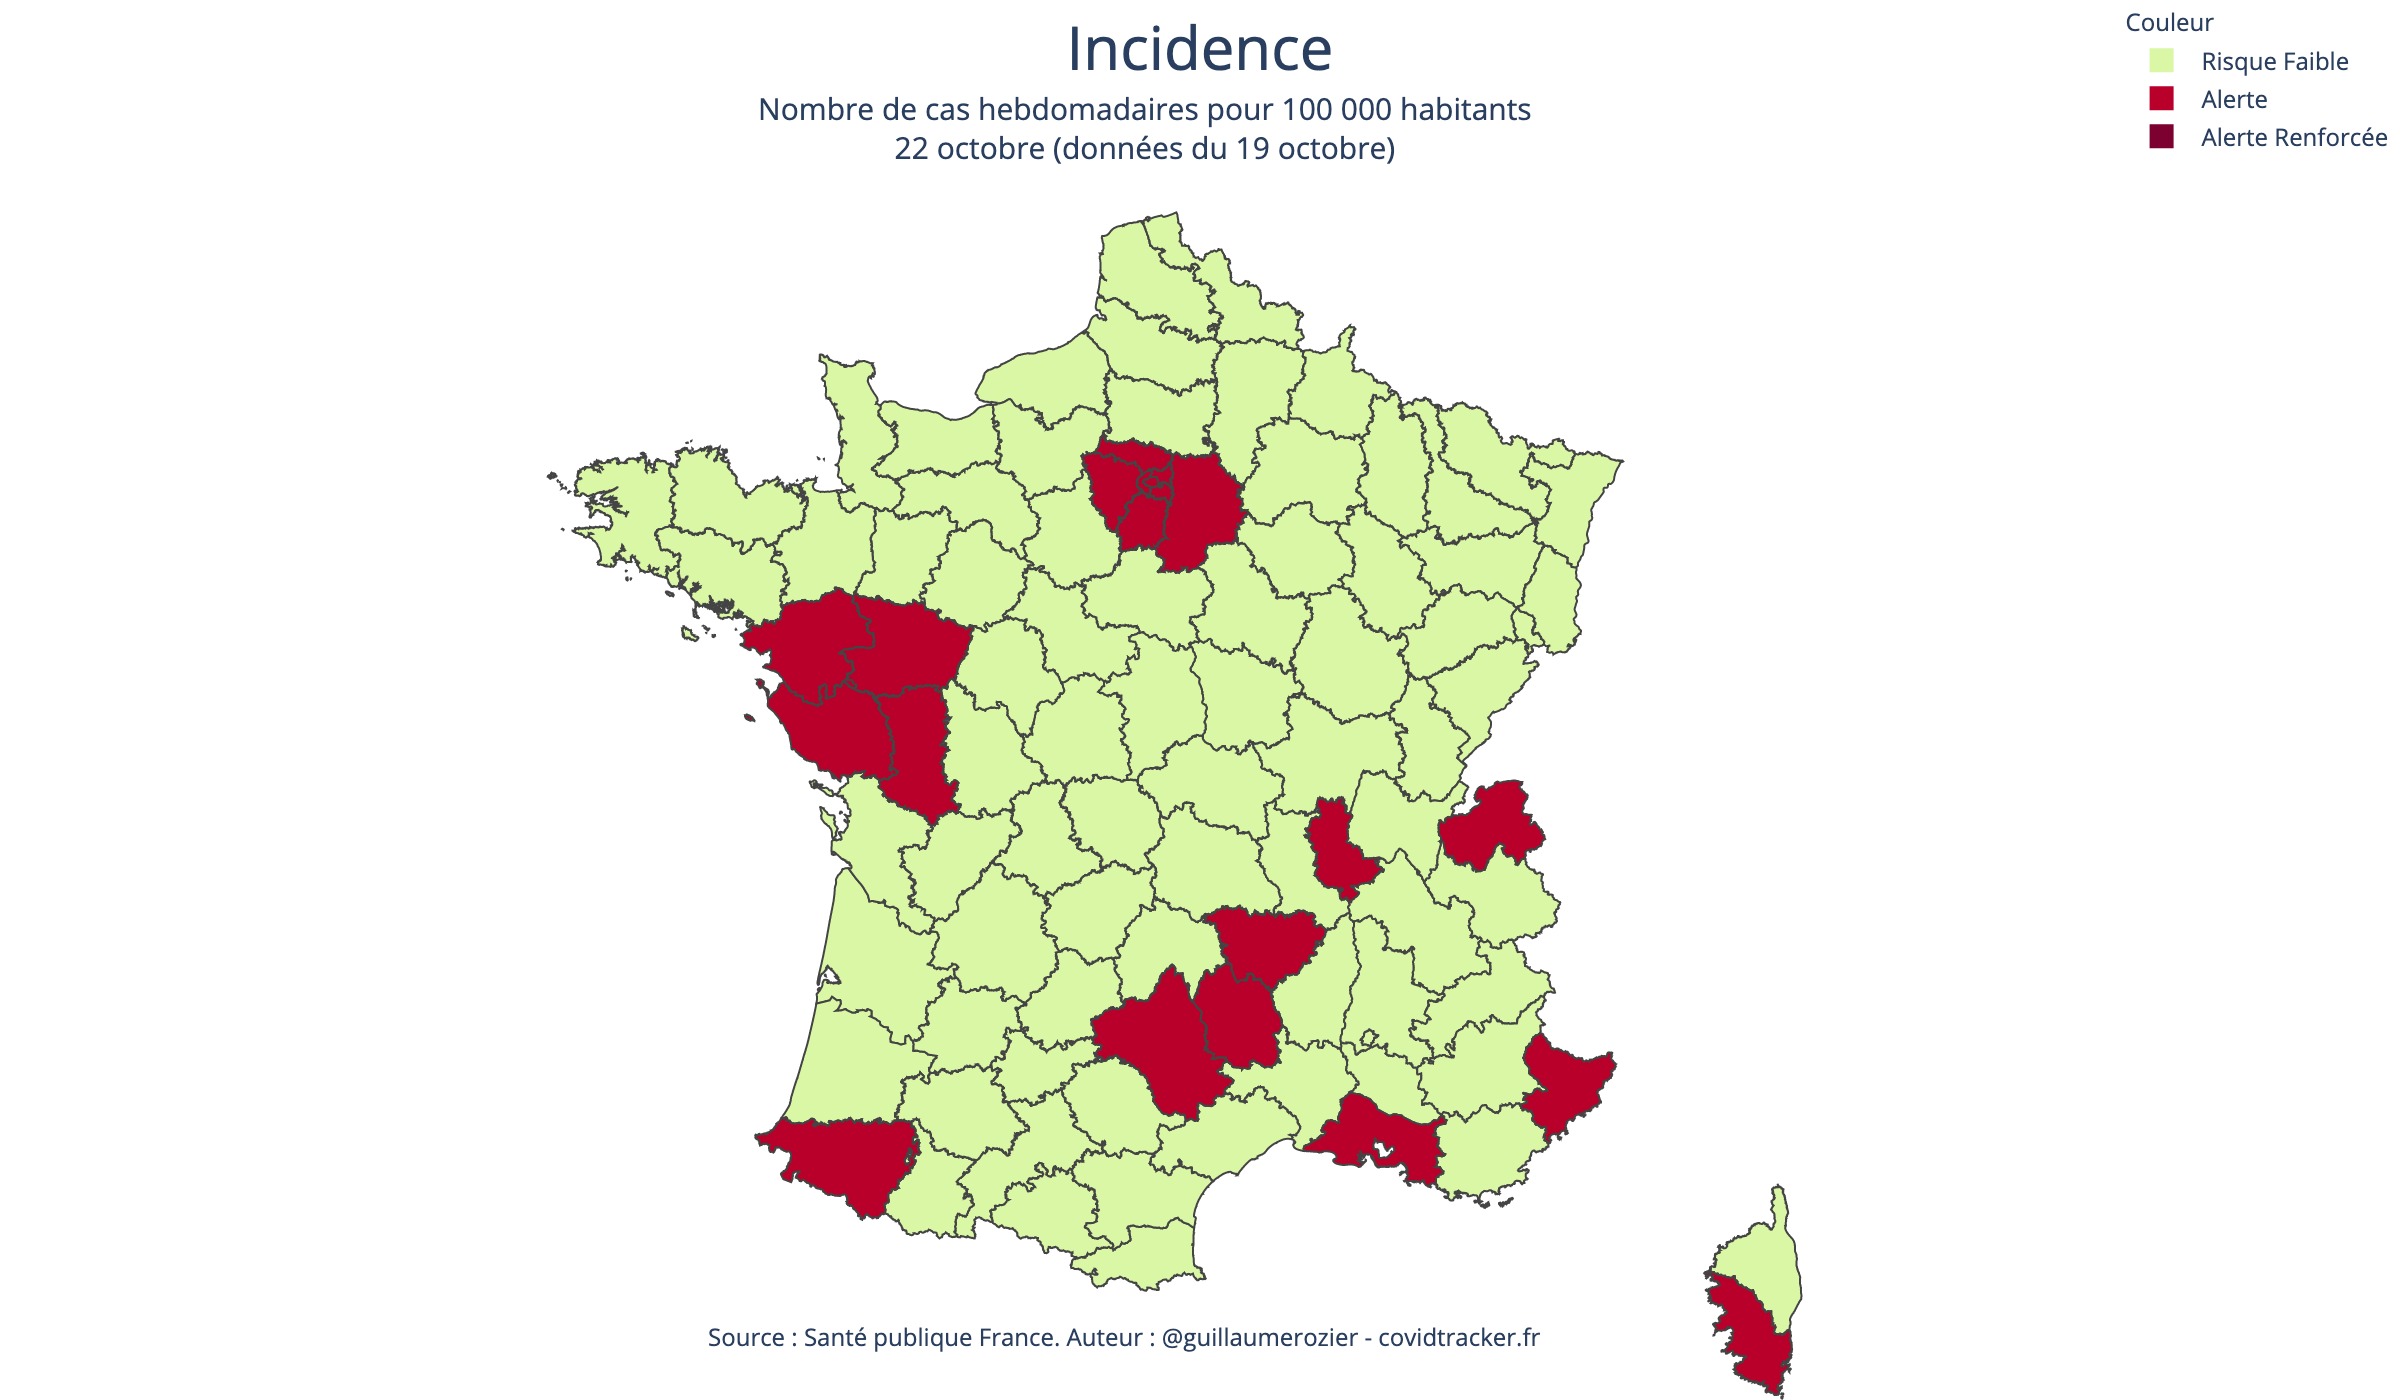 Incidence
Nombre de cas hebdomadaires pour 100 000 habitants
22 octobre (données du 19 octobre)
Couleur
Risque Faible
Alerte
Alerte Renforcée
Source : Santé publique France. Auteur : @guillaumerozier - covidtracker.fr